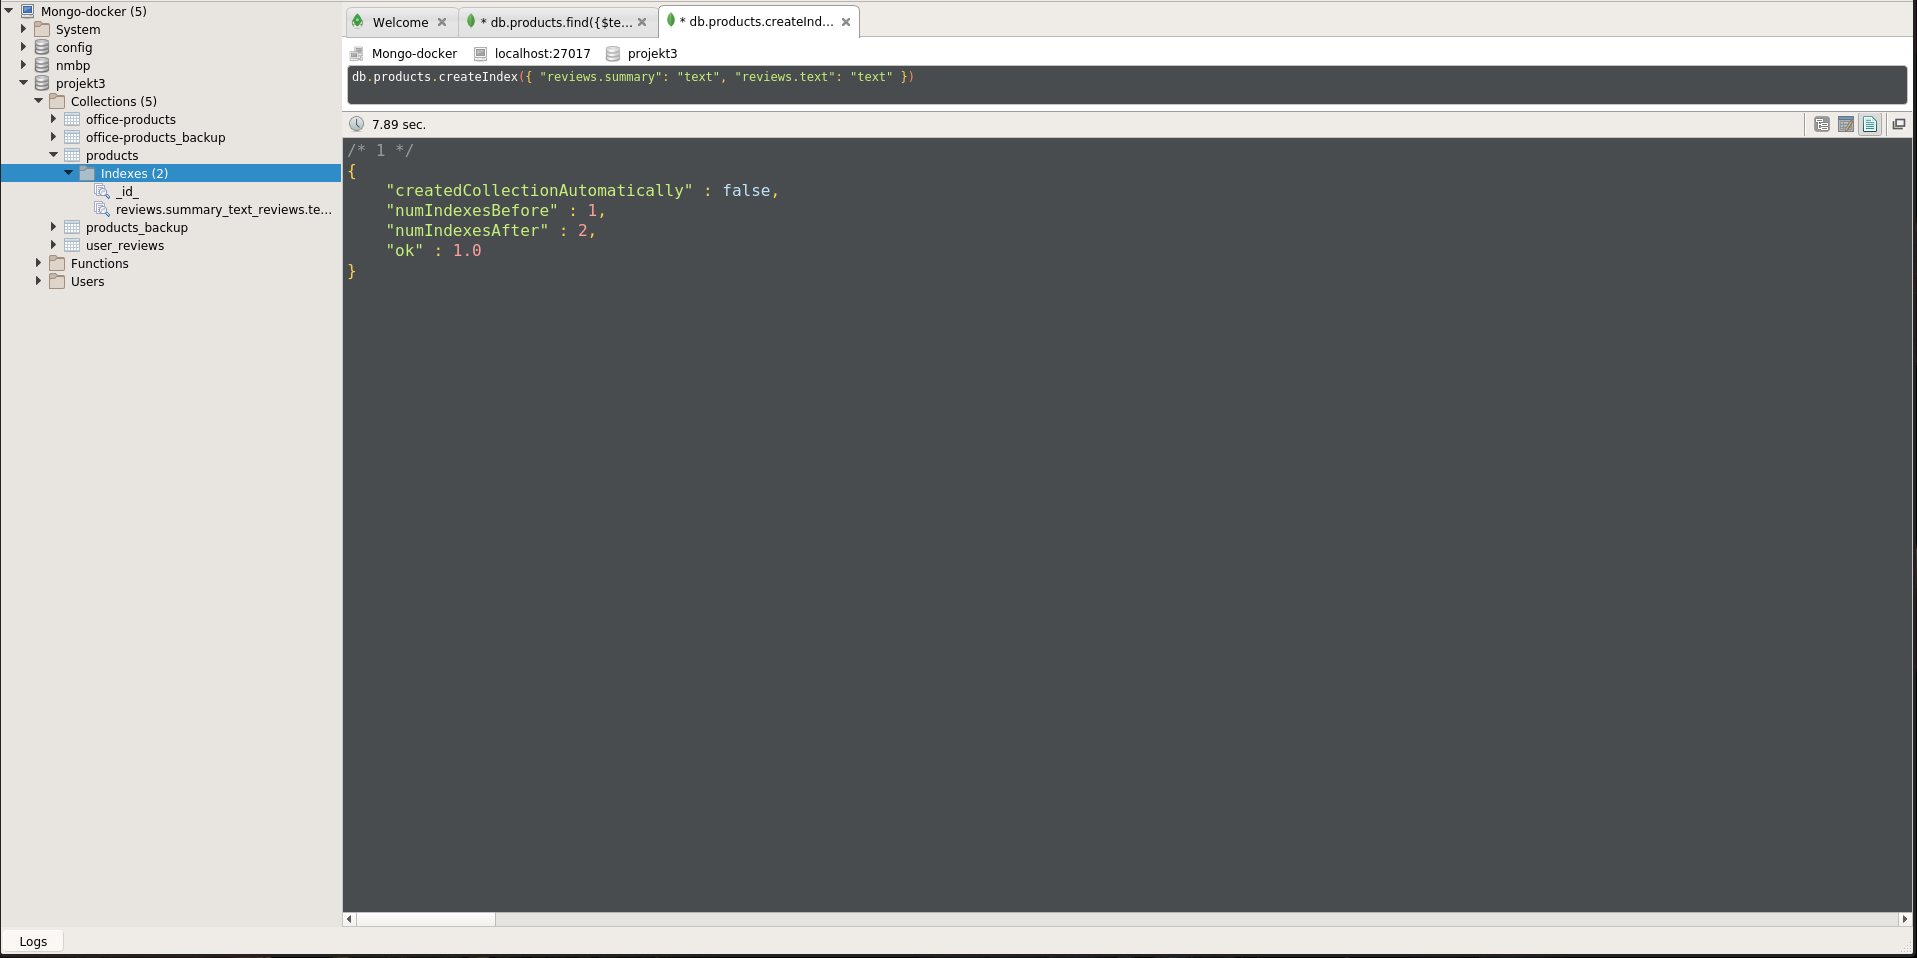 Mongo-docker (5)
System
config
nmbp
projekt3
Collections (5)
office-products
office-products_backup
products
Indexes (2)
_id_
reviews.summary_text_reviews.te...
products_backup
user_reviews
Functions
Users
Welcome
* db.products.find({$te...
* db.products.createInd...
Mongo-docker localhost:27017 projekt3
db.products.createIndex({ "reviews.summary": "text", "reviews.text": "text" })
7.89 sec.
/* 1 */
{
    "createdCollectionAutomatically" : false,
    "numIndexesBefore" : 1,
    "numIndexesAfter" : 2,
    "ok" : 1.0
}
Logs